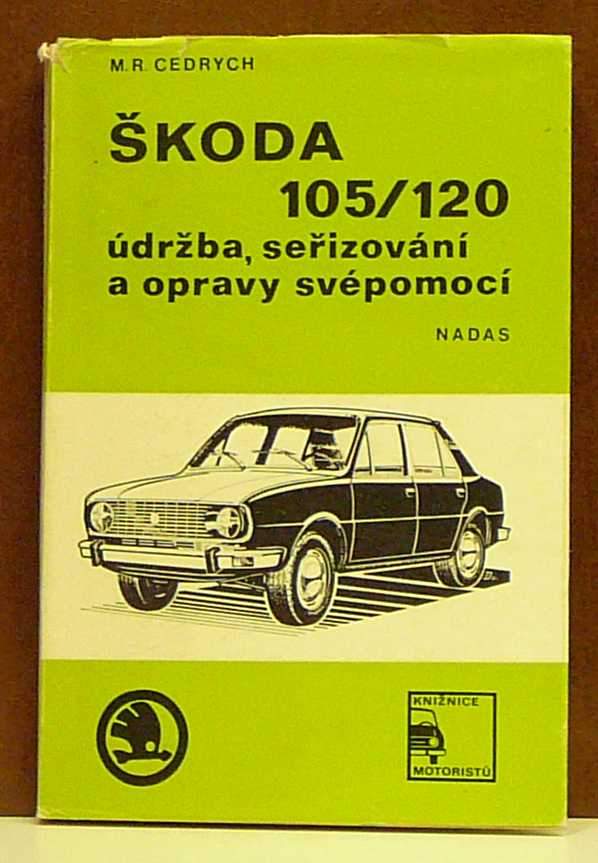 M. R. CEDRYCH
ŠKODA
105/120
údržba, seřizování
a opravy svépomocí
NADAS
KNIŽNICE
MOTORISTŮ